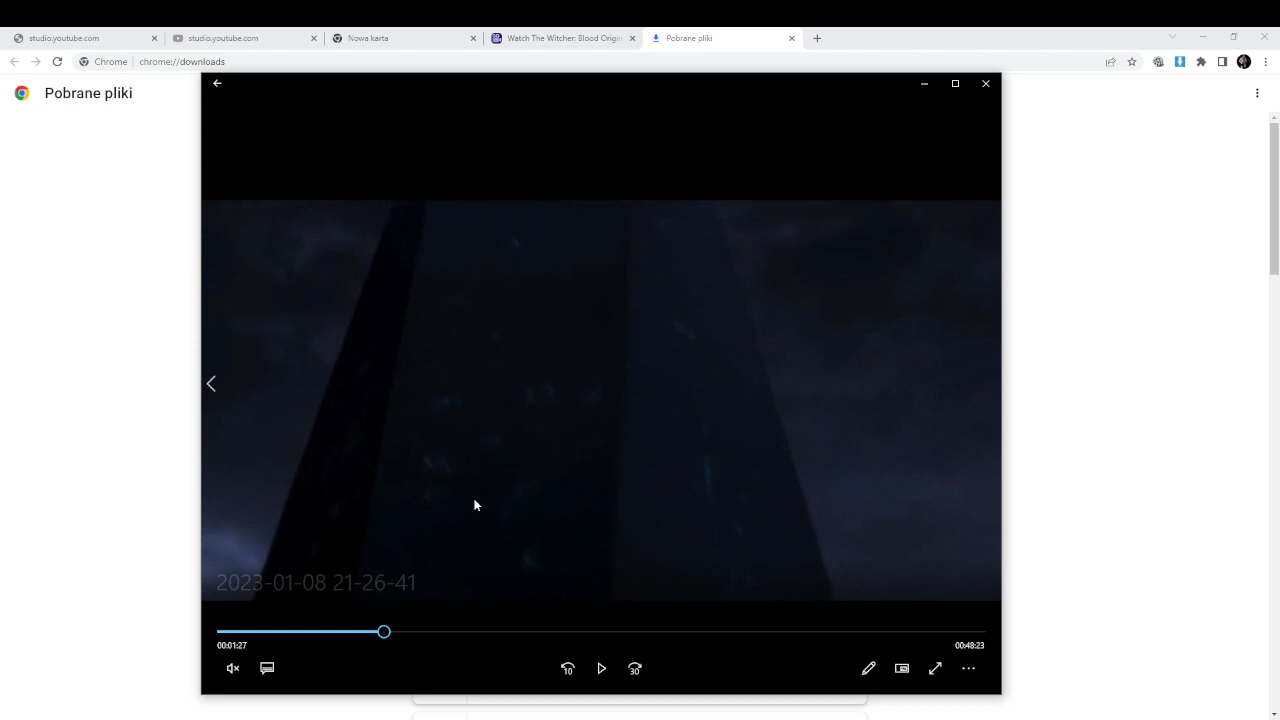 studio.youtube.com
studio.youtube.com
Nowa karta
Watch The Witcher: Blood Origin
Pobrane pliki
Chrome
chrome://downloads
Pobrane pliki
2023-01-08 21-26-41
00:01:27
00:48:23
10
30